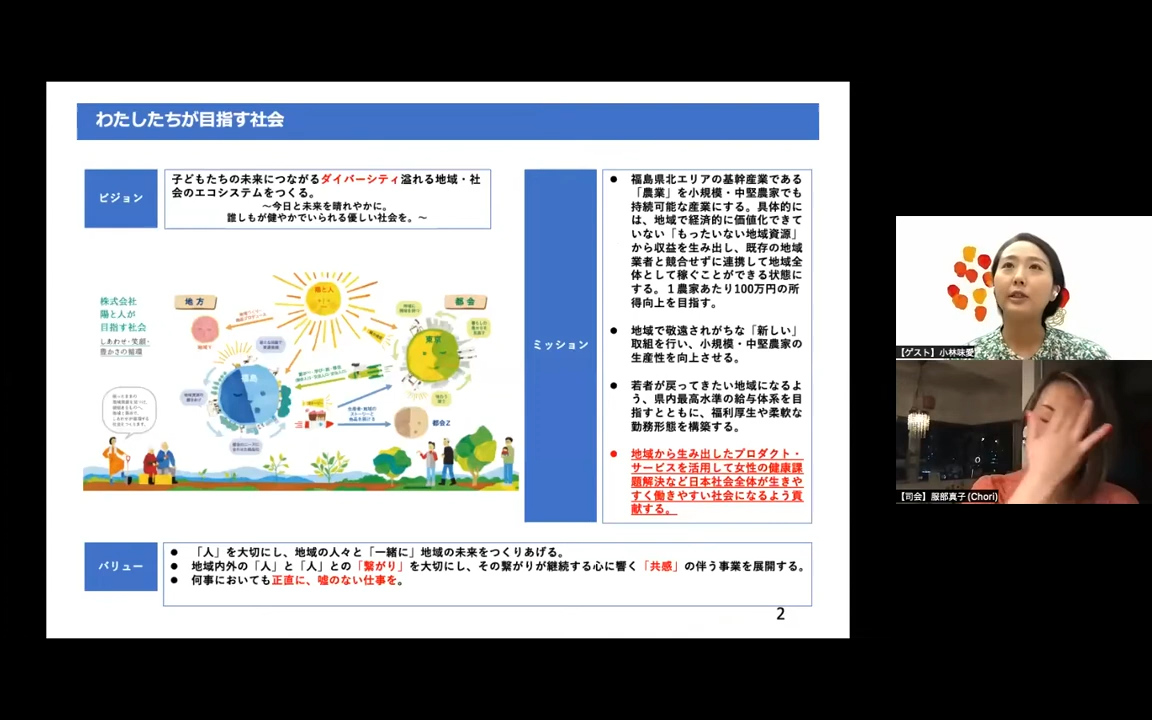 わたしたちが目指す社会
ビジョン
子どもたちの未来につながるダイバーシティ溢れる地域・社
会のエコシステムをつくる。
～今日と未来を晴れやかに。
誰しもが健やかでいられる優しい社会を。～
株式会社
陽と人が
目指す社会
しあわせ・笑顔・
豊かさの循環
陽と人
地方
都会
福島
東京
地域Y
都会Z
ミッション
● 福島県北エリアの基幹産業である
「農業」を小規模・中堅農家でも
持続可能な産業にする。具体的に
は、地域で経済的に価値化できて
いない「もったいない地域資源」
から収益を生み出し、既存の地域
業者と競合せずに連携して地域全
体として稼ぐことができる状態に
する。１農家あたり100万円の所
得向上を目指す。
● 地域で敬遠されがちな「新しい」
取組を行い、小規模・中堅農家の
生産性を向上させる。
● 若者が戻ってきたい地域になるよ
う、県内最高水準の給与体系を目
指すとともに、福利厚生や柔軟な
勤務形態を構築する。
● 地域から生み出したプロダクト・
サービスを活用して女性の健康課
題解決など日本社会全体が生きや
すく働きやすい社会になるよう貢
献する。
バリュー
● 「人」を大切にし、地域の人々と「一緒に」地域の未来をつくりあげる。
● 地域内外の「人」と「人」との「繋がり」を大切にし、その繋がりが継続する心に響く「共感」の伴う事業を展開する。
● 何事においても正直に、嘘のない仕事を。
2
【ゲスト】小林味愛
【司会】服部真子 (Chori)